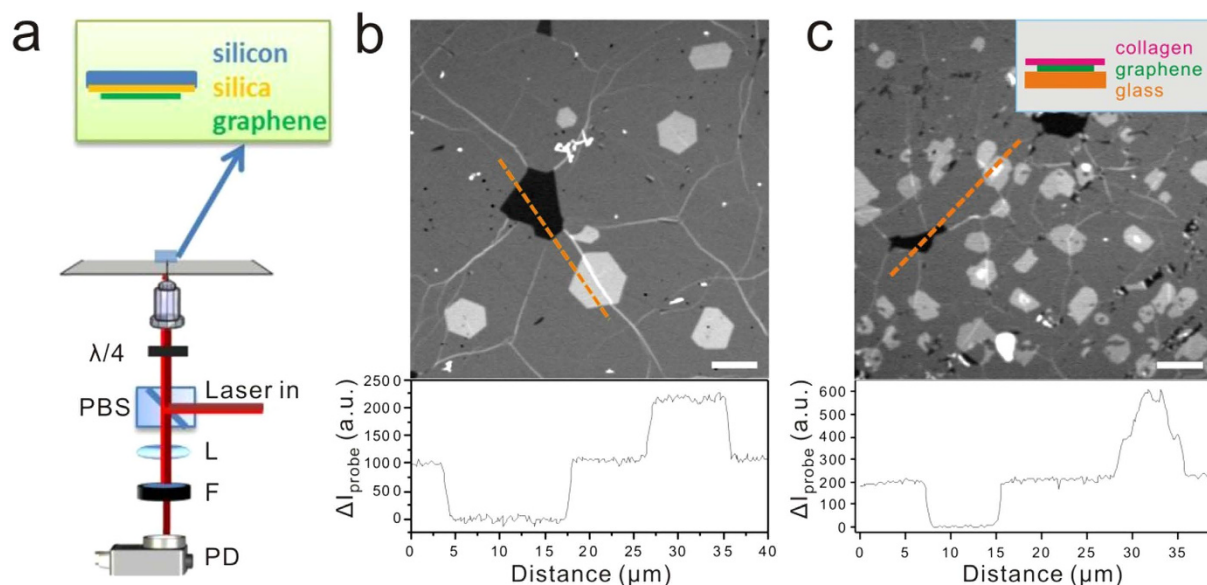 a
silicon
silica
graphene
λ/4
PBS
Laser in
L
F
PD
b
2500
2000
1500
1000
500
0
ΔIprobe (a.u.)
0 5 10 15 20 25 30 35 40
Distance (μm)
c
collagen
graphene
glass
600
500
400
300
200
100
0
ΔIprobe (a.u.)
0 5 10 15 20 25 30 35
Distance (μm)